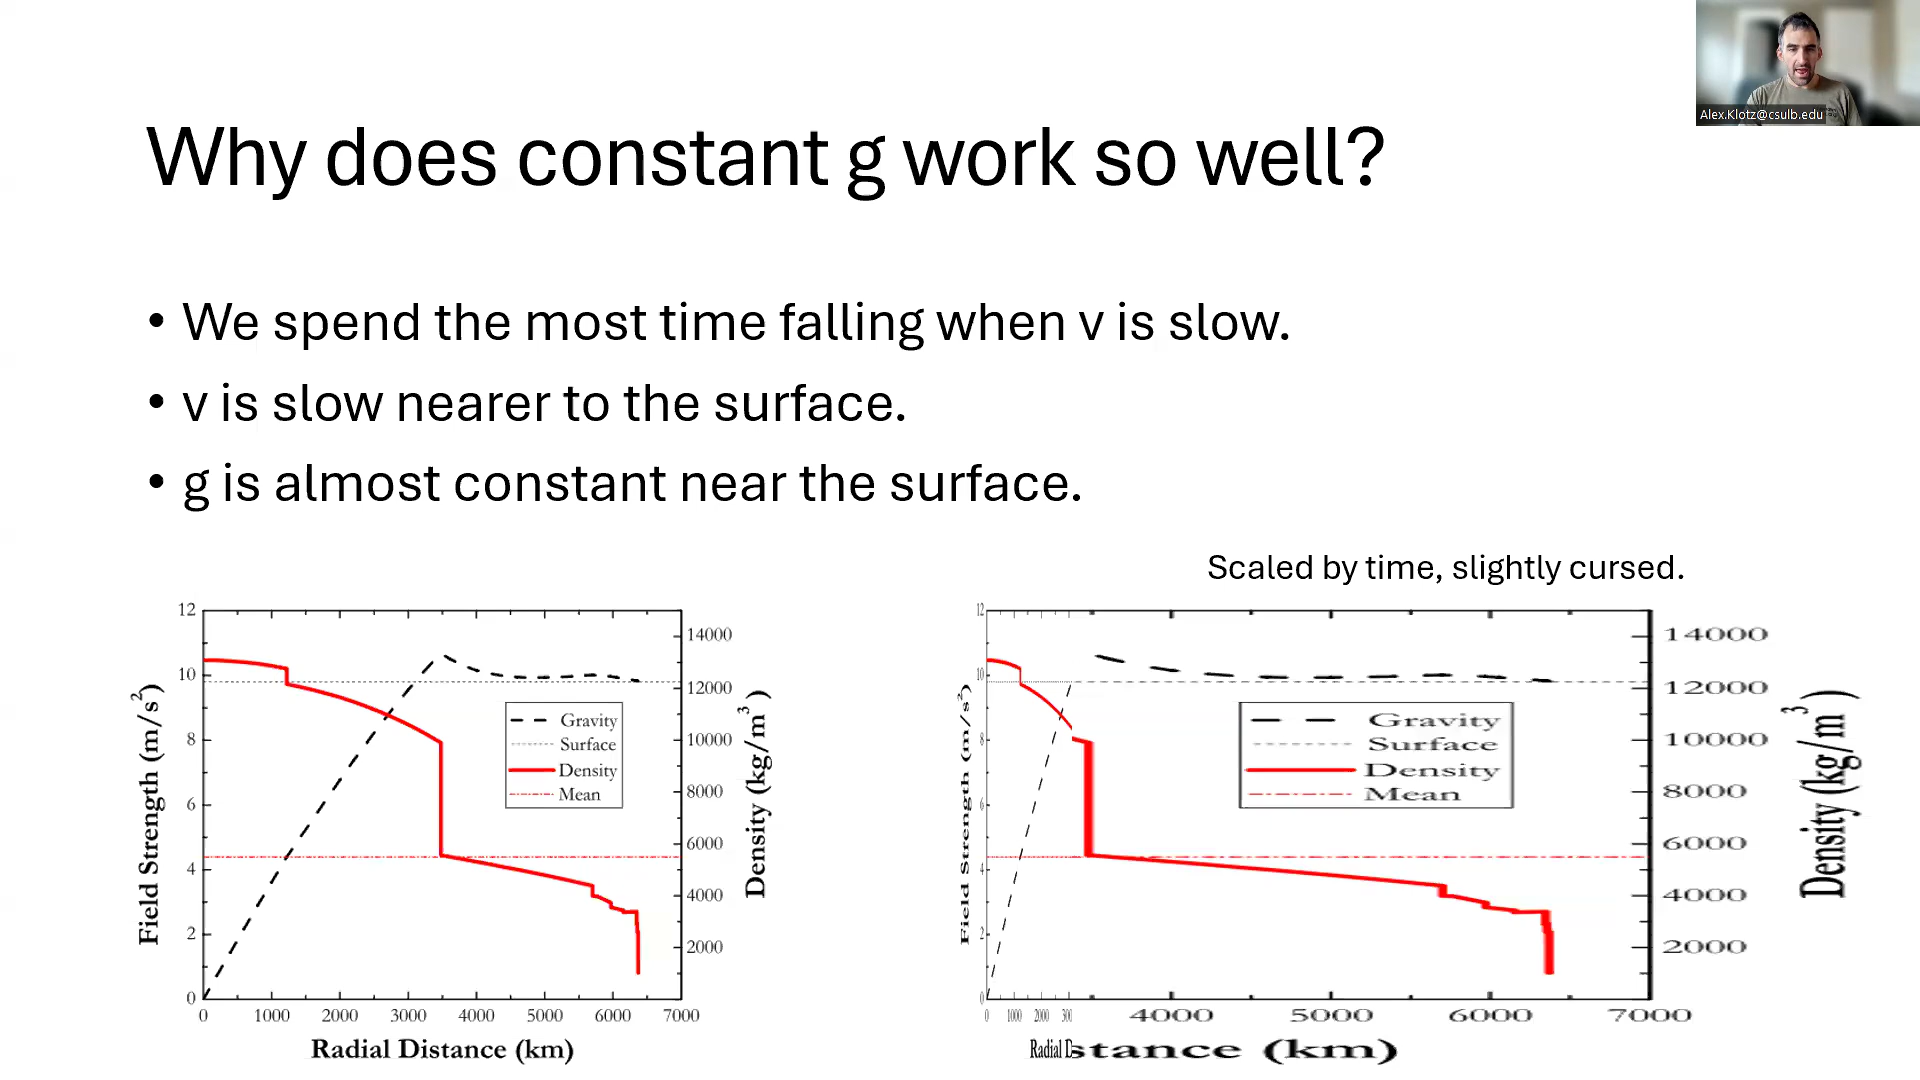 Alex.Klotz@csulb.edu
Why does constant g work so well?
• We spend the most time falling when v is slow.
• v is slow nearer to the surface.
• g is almost constant near the surface.
Scaled by time, slightly cursed.
12
10
8
6
4
2
0
Field Strength (m/s²)
14000
12000
10000
8000
6000
4000
2000
Density (kg/m³)
Gravity
Surface
Density
Mean
0 1000 2000 3000 4000 5000 6000 7000
Radial Distance (km)
12
10
8
6
4
2
0
Field Strength (m/s²)
14000
12000
10000
8000
6000
4000
2000
Density (kg/m³)
Gravity
Surface
Density
Mean
0 1000 2000 300 4000 5000 6000 7000
Radial Distance (km)